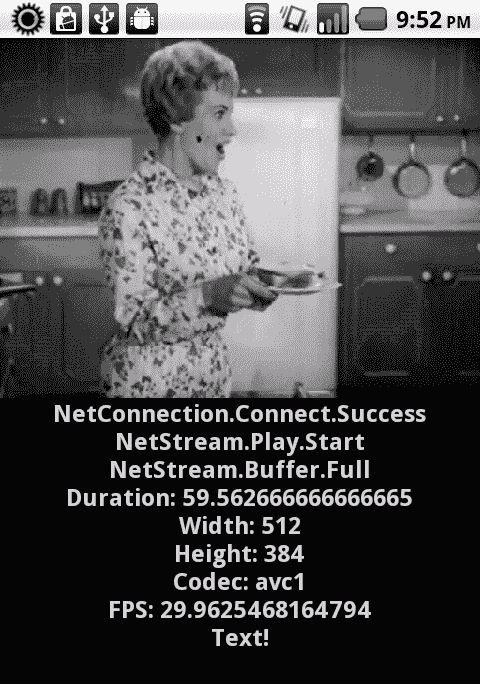 9:52 PM
NetConnection.Connect.Success
NetStream.Play.Start
NetStream.Buffer.Full
Duration: 59.562666666666665
Width: 512
Height: 384
Codec: avc1
FPS: 29.9625468164794
Text!